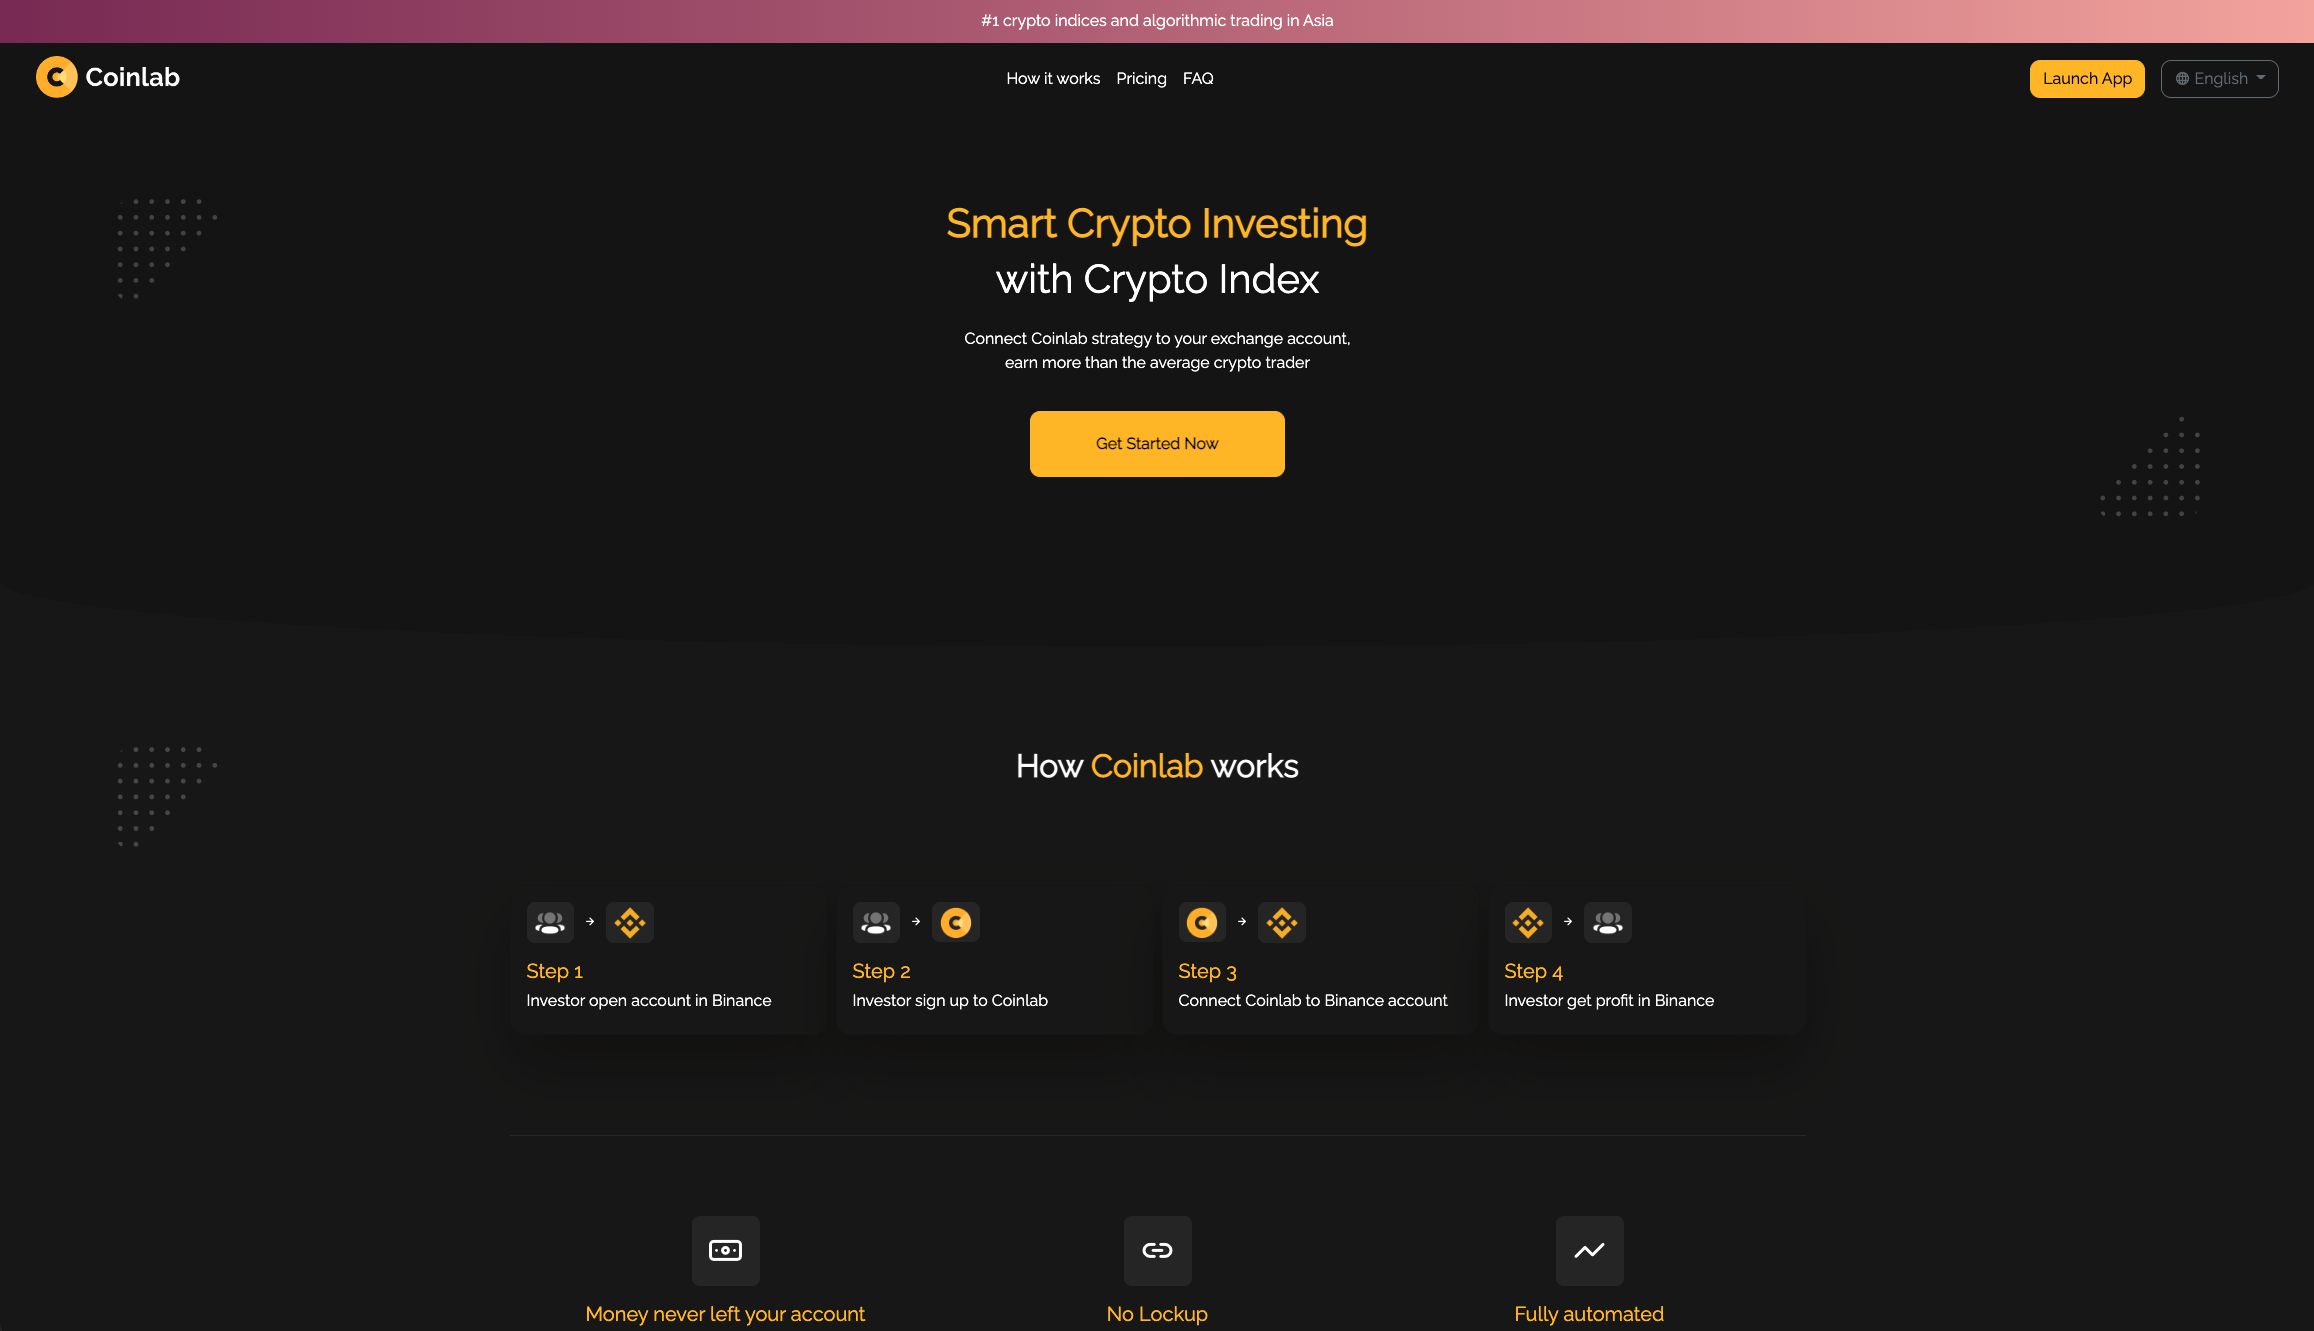 #1 crypto indices and algorithmic trading in Asia
Coinlab
How it works
Pricing
FAQ
Launch App
English
Smart Crypto Investing
with Crypto Index
Connect Coinlab strategy to your exchange account,
earn more than the average crypto trader
Get Started Now
How Coinlab works
Step 1
Investor open account in Binance
Step 2
Investor sign up to Coinlab
Step 3
Connect Coinlab to Binance account
Step 4
Investor get profit in Binance
Money never left your account
No Lockup
Fully automated